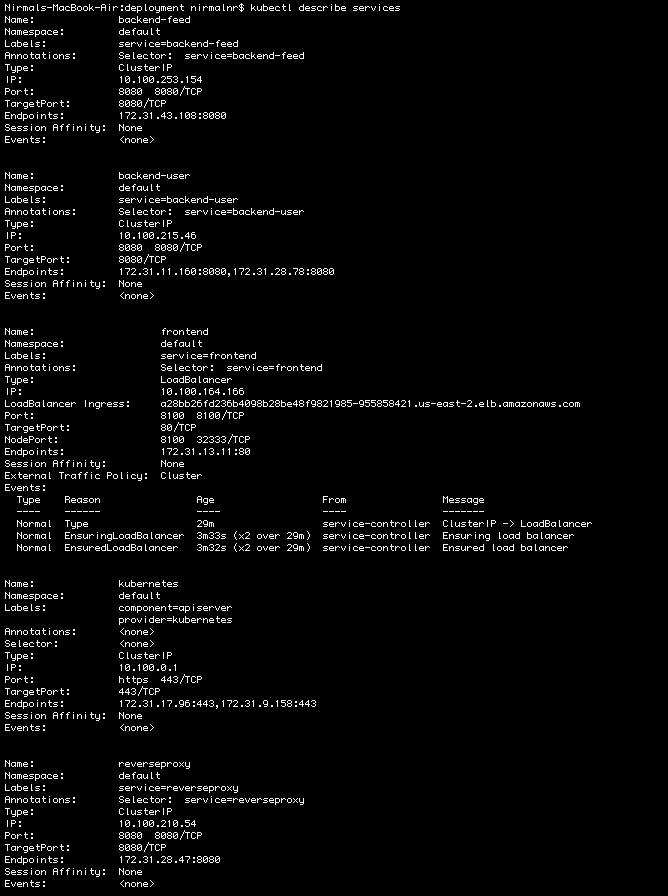 Nirmals-MacBook-Air:deployment nirmalnr$ kubectl describe services
Name:              backend-feed
Namespace:         default
Labels:            service=backend-feed
Annotations:       Selector:  service=backend-feed
Type:              ClusterIP
IP:                10.100.253.154
Port:              8080  8080/TCP
TargetPort:        8080/TCP
Endpoints:         172.31.43.108:8080
Session Affinity:  None
Events:            <none>
Name:              backend-user
Namespace:         default
Labels:            service=backend-user
Annotations:       Selector:  service=backend-user
Type:              ClusterIP
IP:                10.100.215.46
Port:              8080  8080/TCP
TargetPort:        8080/TCP
Endpoints:         172.31.11.160:8080,172.31.28.78:8080
Session Affinity:  None
Events:            <none>
Name:                     frontend
Namespace:                default
Labels:                   service=frontend
Annotations:              Selector:  service=frontend
Type:                     LoadBalancer
IP:                       10.100.164.166
LoadBalancer Ingress:     a28bb26fd236b4098b28be48f9821985-955858421.us-east-2.elb.amazonaws.com
Port:                     8100  8100/TCP
TargetPort:               80/TCP
NodePort:                 8100  32333/TCP
Endpoints:                172.31.13.11:80
Session Affinity:         None
External Traffic Policy:  Cluster
Events:
  Type    Reason                Age                  From                Message
  ----    ------                ----                 ----                -------
  Normal  Type                  29m                  service-controller  ClusterIP -> LoadBalancer
  Normal  EnsuringLoadBalancer  3m33s (x2 over 29m)  service-controller  Ensuring load balancer
  Normal  EnsuredLoadBalancer   3m32s (x2 over 29m)  service-controller  Ensured load balancer
Name:              kubernetes
Namespace:         default
Labels:            component=apiserver
                   provider=kubernetes
Annotations:       <none>
Selector:          <none>
Type:              ClusterIP
IP:                10.100.0.1
Port:              https  443/TCP
TargetPort:        443/TCP
Endpoints:         172.31.17.96:443,172.31.9.158:443
Session Affinity:  None
Events:            <none>
Name:              reverseproxy
Namespace:         default
Labels:            service=reverseproxy
Annotations:       Selector:  service=reverseproxy
Type:              ClusterIP
IP:                10.100.210.54
Port:              8080  8080/TCP
TargetPort:        8080/TCP
Endpoints:         172.31.28.47:8080
Session Affinity:  None
Events:            <none>